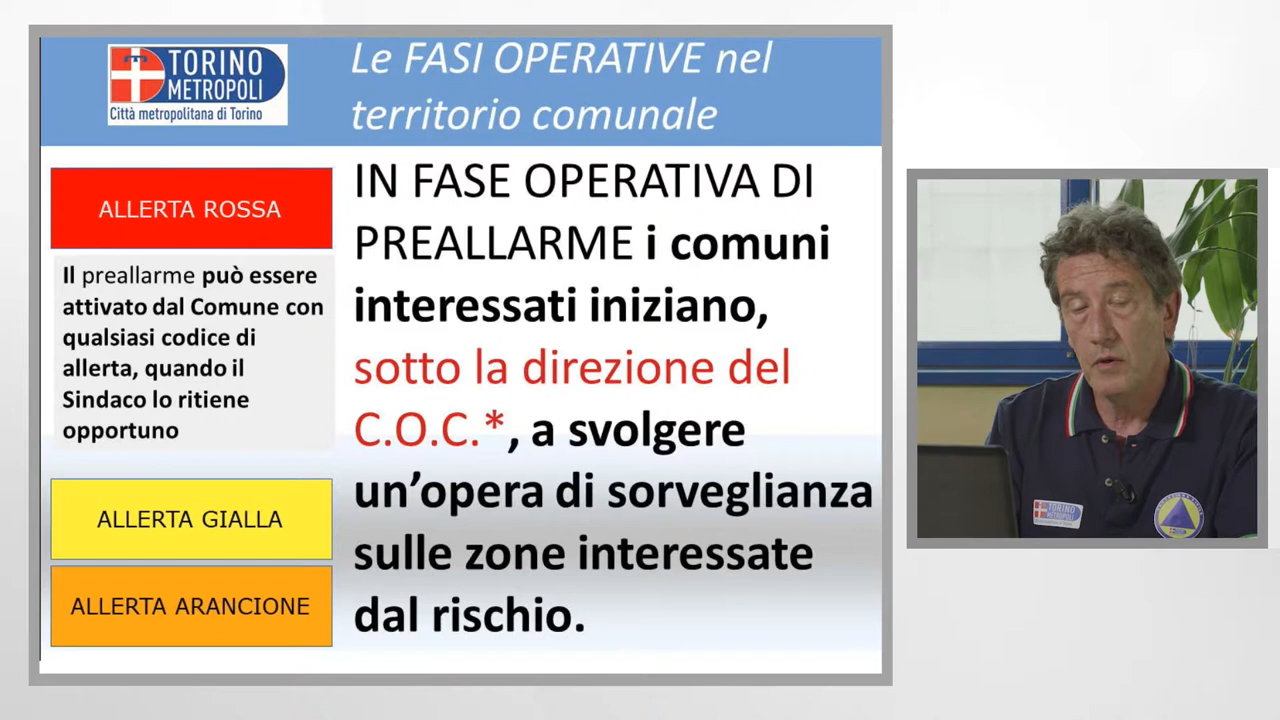 TORINO
METROPOLI
Città metropolitana di Torino
Le FASI OPERATIVE nel
territorio comunale
ALLERTA ROSSA
Il preallarme può essere
attivato dal Comune con
qualsiasi codice di
allerta, quando il
Sindaco lo ritiene
opportuno
ALLERTA GIALLA
ALLERTA ARANCIONE
IN FASE OPERATIVA DI
PREALLARME i comuni
interessati iniziano,
sotto la direzione del
C.O.C.*, a svolgere
un’opera di sorveglianza
sulle zone interessate
dal rischio.
TORINO
METROPOLI